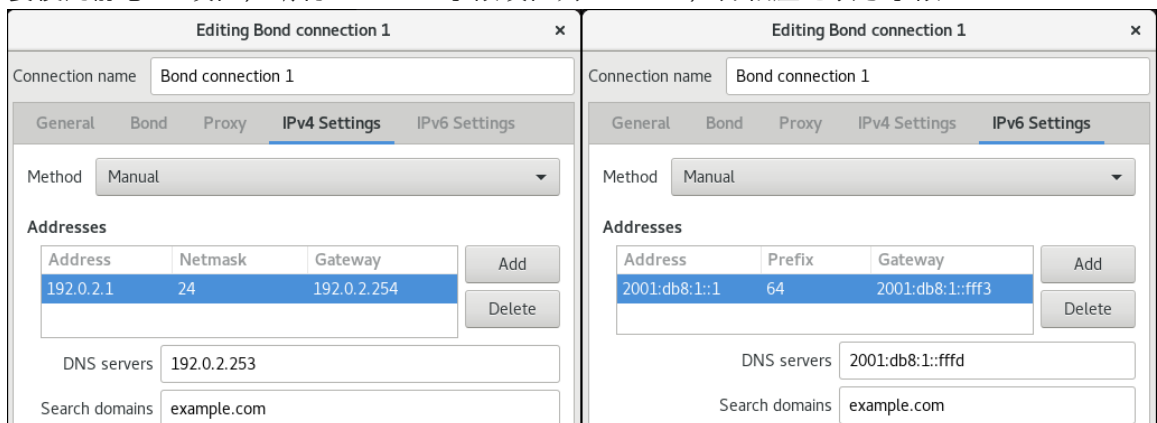 Editing Bond connection 1 ×
Connection name Bond connection 1
General Bond Proxy IPv4 Settings IPv6 Settings
Method Manual
Addresses
Address Netmask Gateway
Add
192.0.2.1 24 192.0.2.254
Delete
DNS servers 192.0.2.253
Search domains example.com
Editing Bond connection 1 ×
Connection name Bond connection 1
General Bond Proxy IPv4 Settings IPv6 Settings
Method Manual
Addresses
Address Prefix Gateway
Add
2001:db8:1::1 64 2001:db8:1::fff3
Delete
DNS servers 2001:db8:1::fffd
Search domains example.com